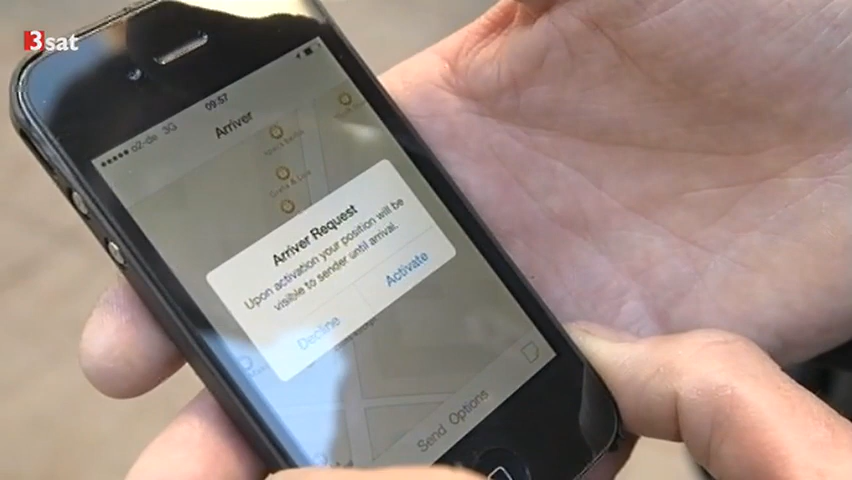 3sat
o2-de 3G
09:57
Arriver
Arriver Request
Upon activation your position will be
visible to sender until arrival.
Decline
Activate
Send Options